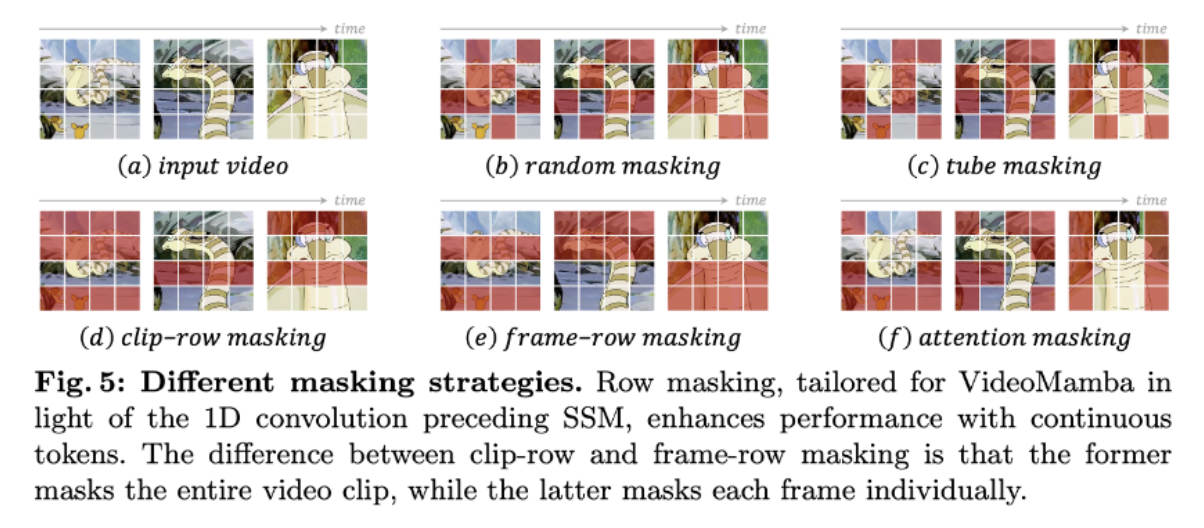 time time time
(a) input video (b) random masking (c) tube masking
time time time
(d) clip–row masking (e) frame–row masking (f) attention masking
Fig. 5: Different masking strategies. Row masking, tailored for VideoMamba in
light of the 1D convolution preceding SSM, enhances performance with continuous
tokens. The difference between clip-row and frame-row masking is that the former
masks the entire video clip, while the latter masks each frame individually.